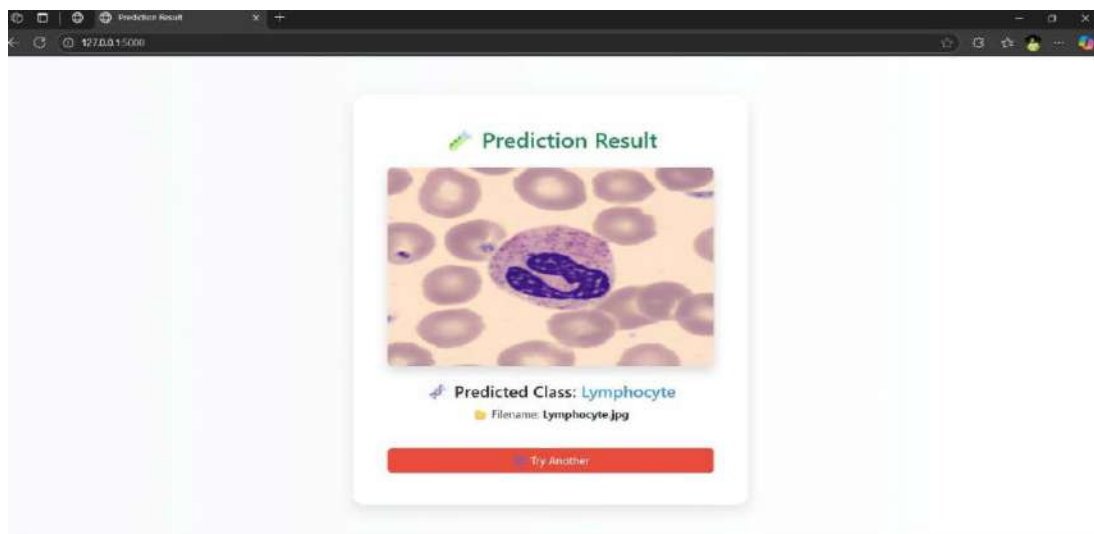 Prediction Result
127.0.0.1:5000
Prediction Result
Predicted Class: Lymphocyte
Filename: Lymphocyte.jpg
Try Another